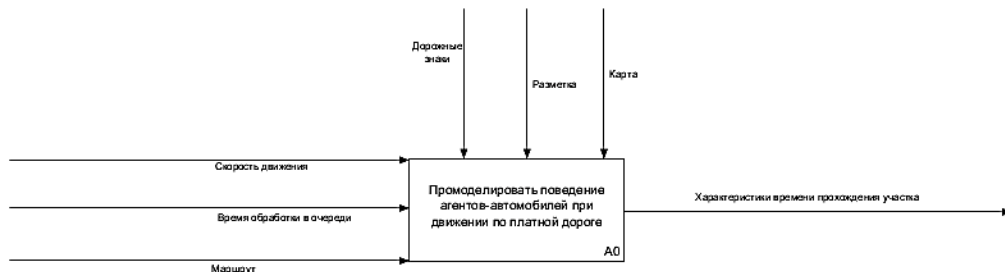 Дорожные
знаки
Карта
Разметка
Скорость движения
Время обработки в очереди
Маршрут
Промоделировать поведение
агентов-автомобилей при
движении по платной дороге
A0
Характеристики времени прохождения участка